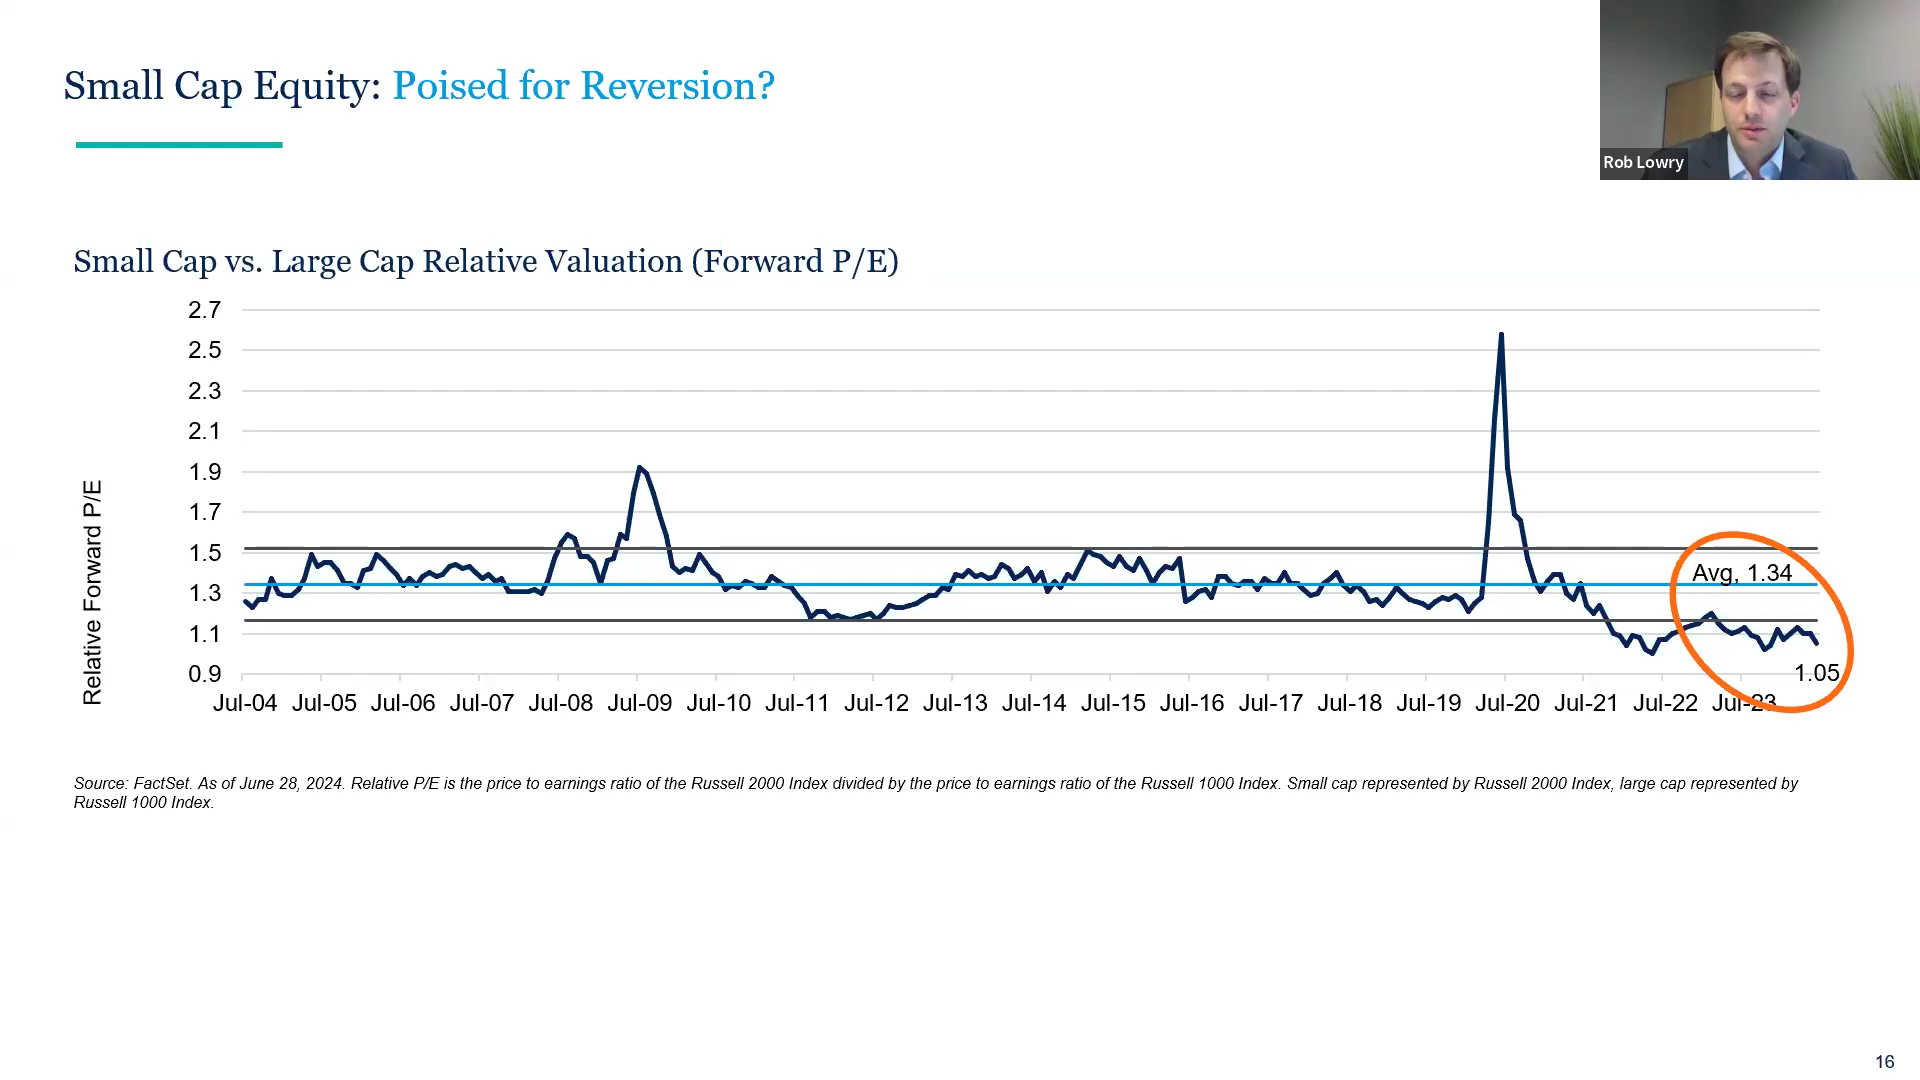 Small Cap Equity: Poised for Reversion?
Rob Lowry
Small Cap vs. Large Cap Relative Valuation (Forward P/E)
Relative Forward P/E
2.7
2.5
2.3
2.1
1.9
1.7
1.5
1.3
1.1
0.9
Avg, 1.34
1.05
Jul-04 Jul-05 Jul-06 Jul-07 Jul-08 Jul-09 Jul-10 Jul-11 Jul-12 Jul-13 Jul-14 Jul-15 Jul-16 Jul-17 Jul-18 Jul-19 Jul-20 Jul-21 Jul-22 Jul-23
Source: FactSet. As of June 28, 2024. Relative P/E is the price to earnings ratio of the Russell 2000 Index divided by the price to earnings ratio of the Russell 1000 Index. Small cap represented by Russell 2000 Index, large cap represented by
Russell 1000 Index.
16